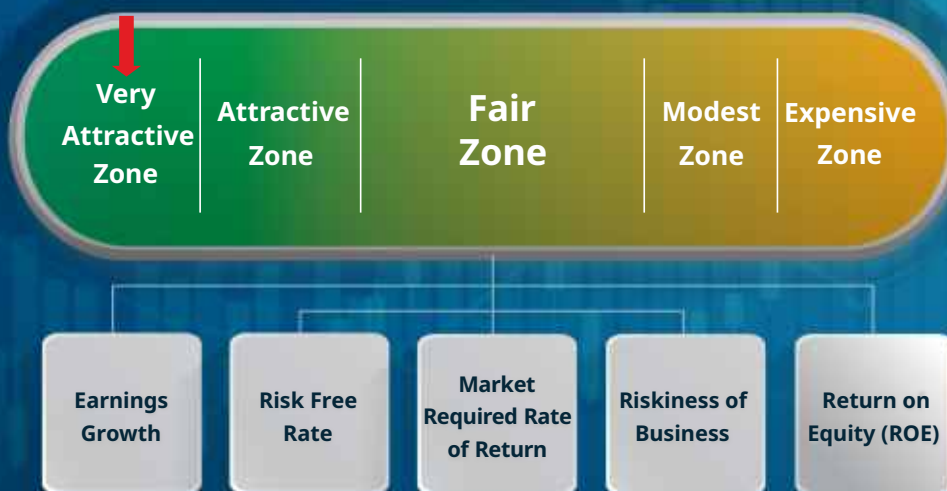 Very
Attractive
Zone
Attractive
Zone
Fair
Zone
Modest
Zone
Expensive
Zone
Earnings
Growth
Risk Free
Rate
Market
Required Rate
of Return
Riskiness of
Business
Return on
Equity (ROE)